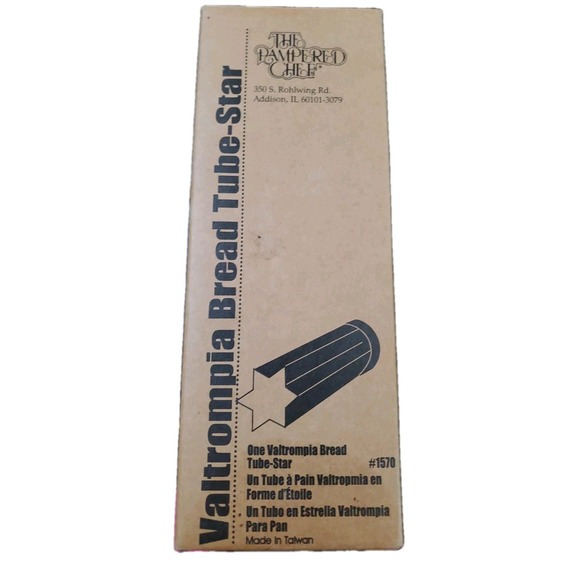 THE
PAMPERED
CHEF®
350 S. Rohlwing Rd.
Addison, IL 60101-3079
Valtrompia Bread Tube-Star
One Valtrompia Bread
Tube-Star #1570
Un Tube à Pain Valtropmia en
Forme d'Étoile
Un Tubo en Estrella Valtrompia
Para Pan
Made In Taiwan